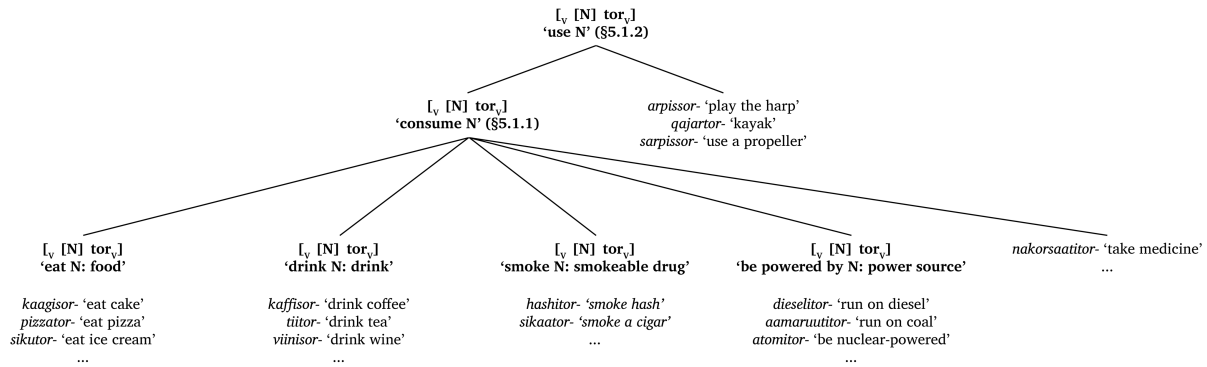 [ᵥ [N] torᵥ]
‘use N’ (§5.1.2)
[ᵥ [N] torᵥ]
‘consume N’ (§5.1.1)
arpissor- ‘play the harp’
qajartor- ‘kayak’
sarpissor- ‘use a propeller’
[ᵥ [N] torᵥ]
‘eat N: food’
kaagisor- ‘eat cake’
pizzator- ‘eat pizza’
sikutor- ‘eat ice cream’
...
[ᵥ [N] torᵥ]
‘drink N: drink’
kaffisor- ‘drink coffee’
tiitor- ‘drink tea’
viinisor- ‘drink wine’
...
[ᵥ [N] torᵥ]
‘smoke N: smokeable drug’
hashitor- ‘smoke hash’
sikaator- ‘smoke a cigar’
...
[ᵥ [N] torᵥ]
‘be powered by N: power source’
dieselitor- ‘run on diesel’
aamaruutitor- ‘run on coal’
atomitor- ‘be nuclear-powered’
...
nakorsaatitor- ‘take medicine’
...